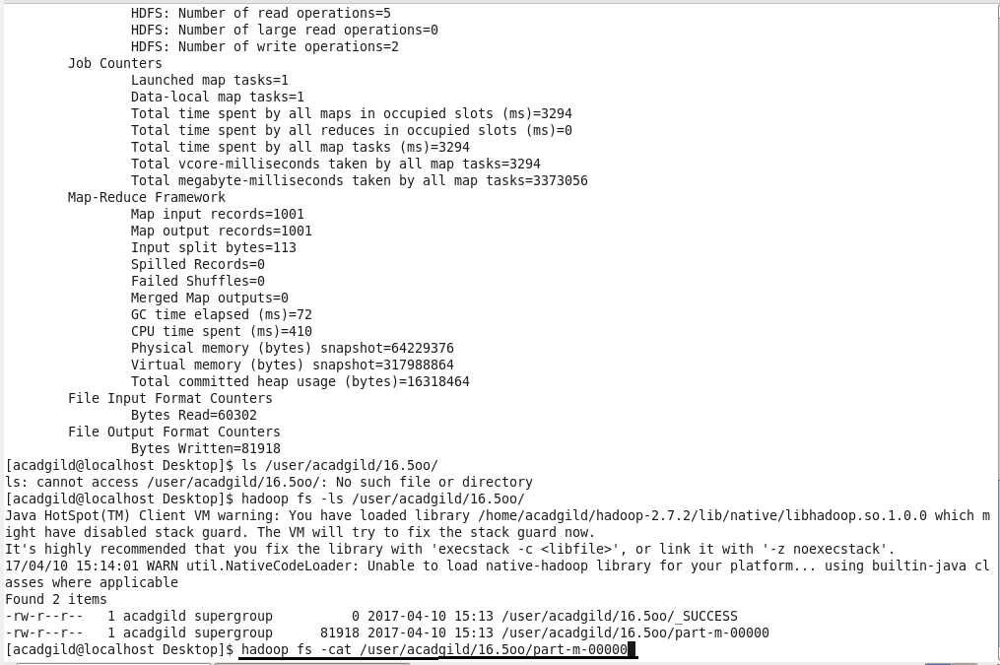 HDFS: Number of read operations=5
HDFS: Number of large read operations=0
HDFS: Number of write operations=2
Job Counters
Launched map tasks=1
Data-local map tasks=1
Total time spent by all maps in occupied slots (ms)=3294
Total time spent by all reduces in occupied slots (ms)=0
Total time spent by all map tasks (ms)=3294
Total vcore-milliseconds taken by all map tasks=3294
Total megabyte-milliseconds taken by all map tasks=3373056
Map-Reduce Framework
Map input records=1001
Map output records=1001
Input split bytes=113
Spilled Records=0
Failed Shuffles=0
Merged Map outputs=0
GC time elapsed (ms)=72
CPU time spent (ms)=410
Physical memory (bytes) snapshot=64229376
Virtual memory (bytes) snapshot=317988864
Total committed heap usage (bytes)=16318464
File Input Format Counters
Bytes Read=60302
File Output Format Counters
Bytes Written=81918
[acadgild@localhost Desktop]$ ls /user/acadgild/16.5oo/
ls: cannot access /user/acadgild/16.5oo/: No such file or directory
[acadgild@localhost Desktop]$ hadoop fs -ls /user/acadgild/16.5oo/
Java HotSpot(TM) Client VM warning: You have loaded library /home/acadgild/hadoop-2.7.2/lib/native/libhadoop.so.1.0.0 which m
ight have disabled stack guard. The VM will try to fix the stack guard now.
It's highly recommended that you fix the library with 'execstack -c <libfile>', or link it with '-z noexecstack'.
17/04/10 15:14:01 WARN util.NativeCodeLoader: Unable to load native-hadoop library for your platform... using builtin-java cl
asses where applicable
Found 2 items
-rw-r--r--   1 acadgild supergroup          0 2017-04-10 15:13 /user/acadgild/16.5oo/_SUCCESS
-rw-r--r--   1 acadgild supergroup      81918 2017-04-10 15:13 /user/acadgild/16.5oo/part-m-00000
[acadgild@localhost Desktop]$ hadoop fs -cat /user/acadgild/16.5oo/part-m-00000